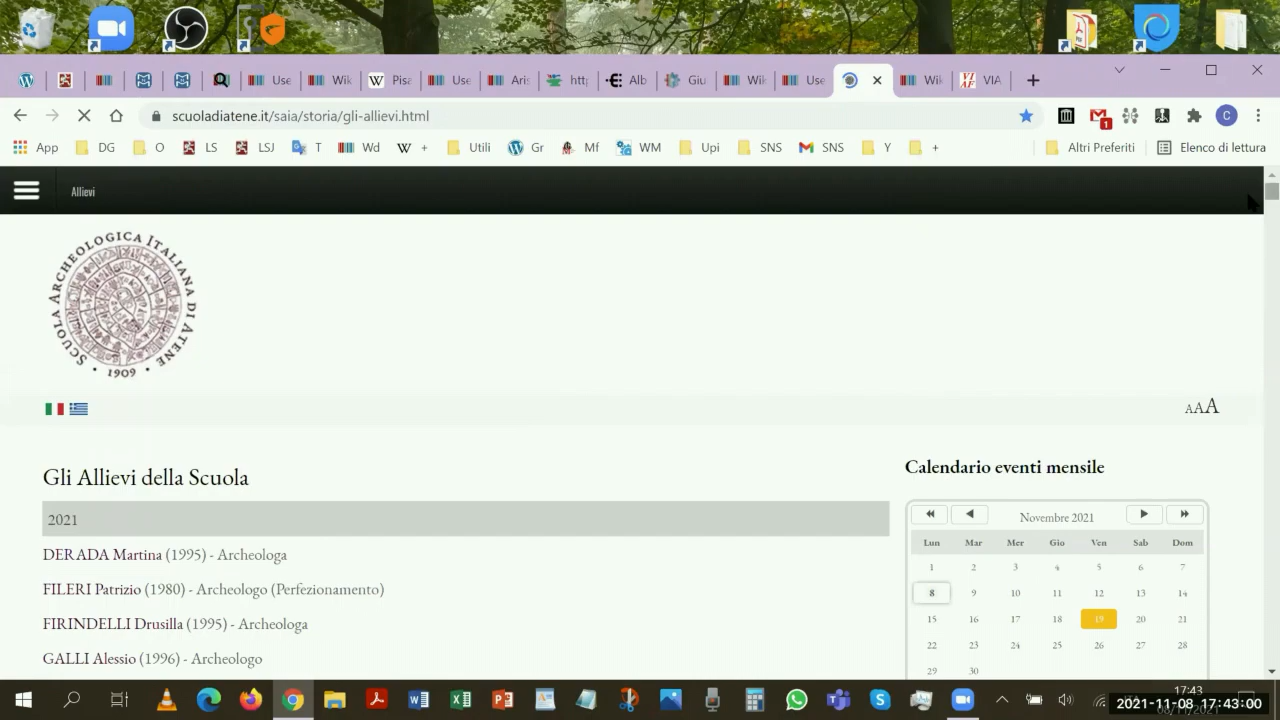 Use
Wik
Pisa
Use
Aris
http
Alb
Giu
Wik
Use
Wik
VIA
scuoladiatene.it/saia/storia/gli-allievi.html
App DG O LS LSJ T Wd + Utili Gr Mf WM Upi SNS SNS Y + Altri Preferiti Elenco di lettura
Allievi
SCUOLA ARCHEOLOGICA ITALIANA DI ATENE
· 1909 ·
AAA
Gli Allievi della Scuola
2021
DERADA Martina (1995) - Archeologa
FILERI Patrizio (1980) - Archeologo (Perfezionamento)
FIRINDELLI Drusilla (1995) - Archeologa
GALLI Alessio (1996) - Archeologo
Calendario eventi mensile
Novembre 2021
Lun Mar Mer Gio Ven Sab Dom
1 2 3 4 5 6 7
8 9 10 11 12 13 14
15 16 17 18 19 20 21
22 23 24 25 26 27 28
29 30
17:43
2021-11-08 17:43:00